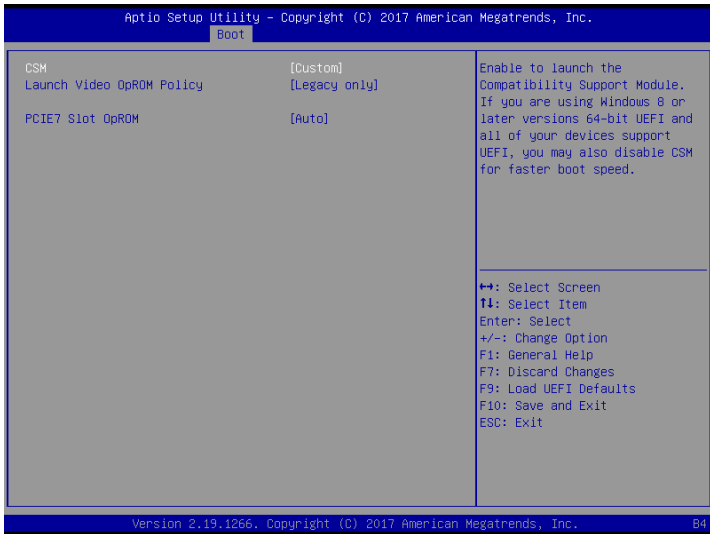 Aptio Setup Utility – Copyright (C) 2017 American Megatrends, Inc.
Boot
CSM [Custom]
Launch Video OpROM Policy [Legacy only]
PCIE7 Slot OpROM [Auto]
Enable to launch the
Compatibility Support Module.
If you are using Windows 8 or
later versions 64-bit UEFI and
all of your devices support
UEFI, you may also disable CSM
for faster boot speed.
↔: Select Screen
↑↓: Select Item
Enter: Select
+/-: Change Option
F1: General Help
F7: Discard Changes
F9: Load UEFI Defaults
F10: Save and Exit
ESC: Exit
Version 2.19.1266. Copyright (C) 2017 American Megatrends, Inc.
B4